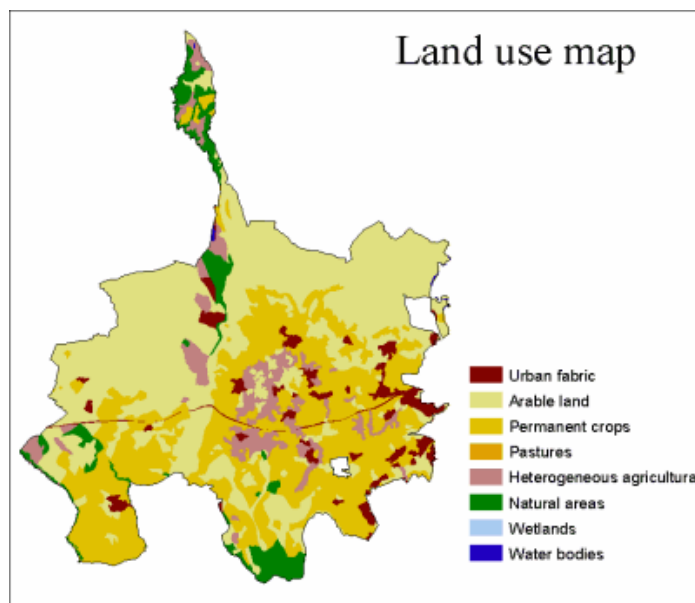 Land use map
Urban fabric
Arable land
Permanent crops
Pastures
Heterogeneous agricultura
Natural areas
Wetlands
Water bodies